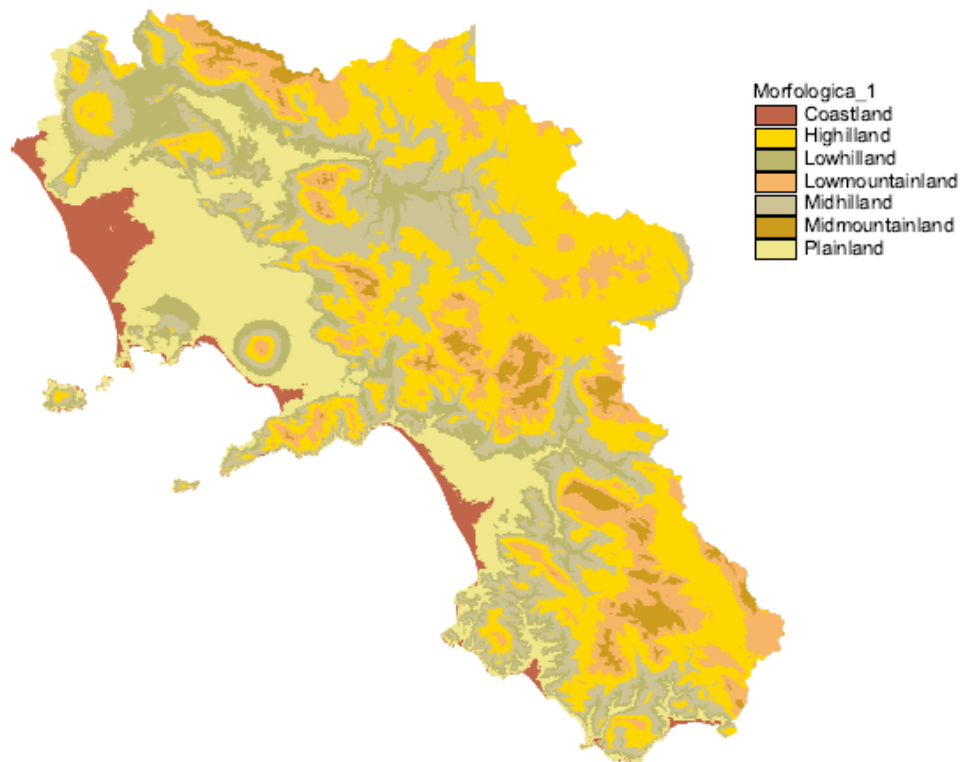 Morfologica_1
Coastland
Highilland
Lowhilland
Lowmountainland
Midhilland
Midmountainland
Plainland